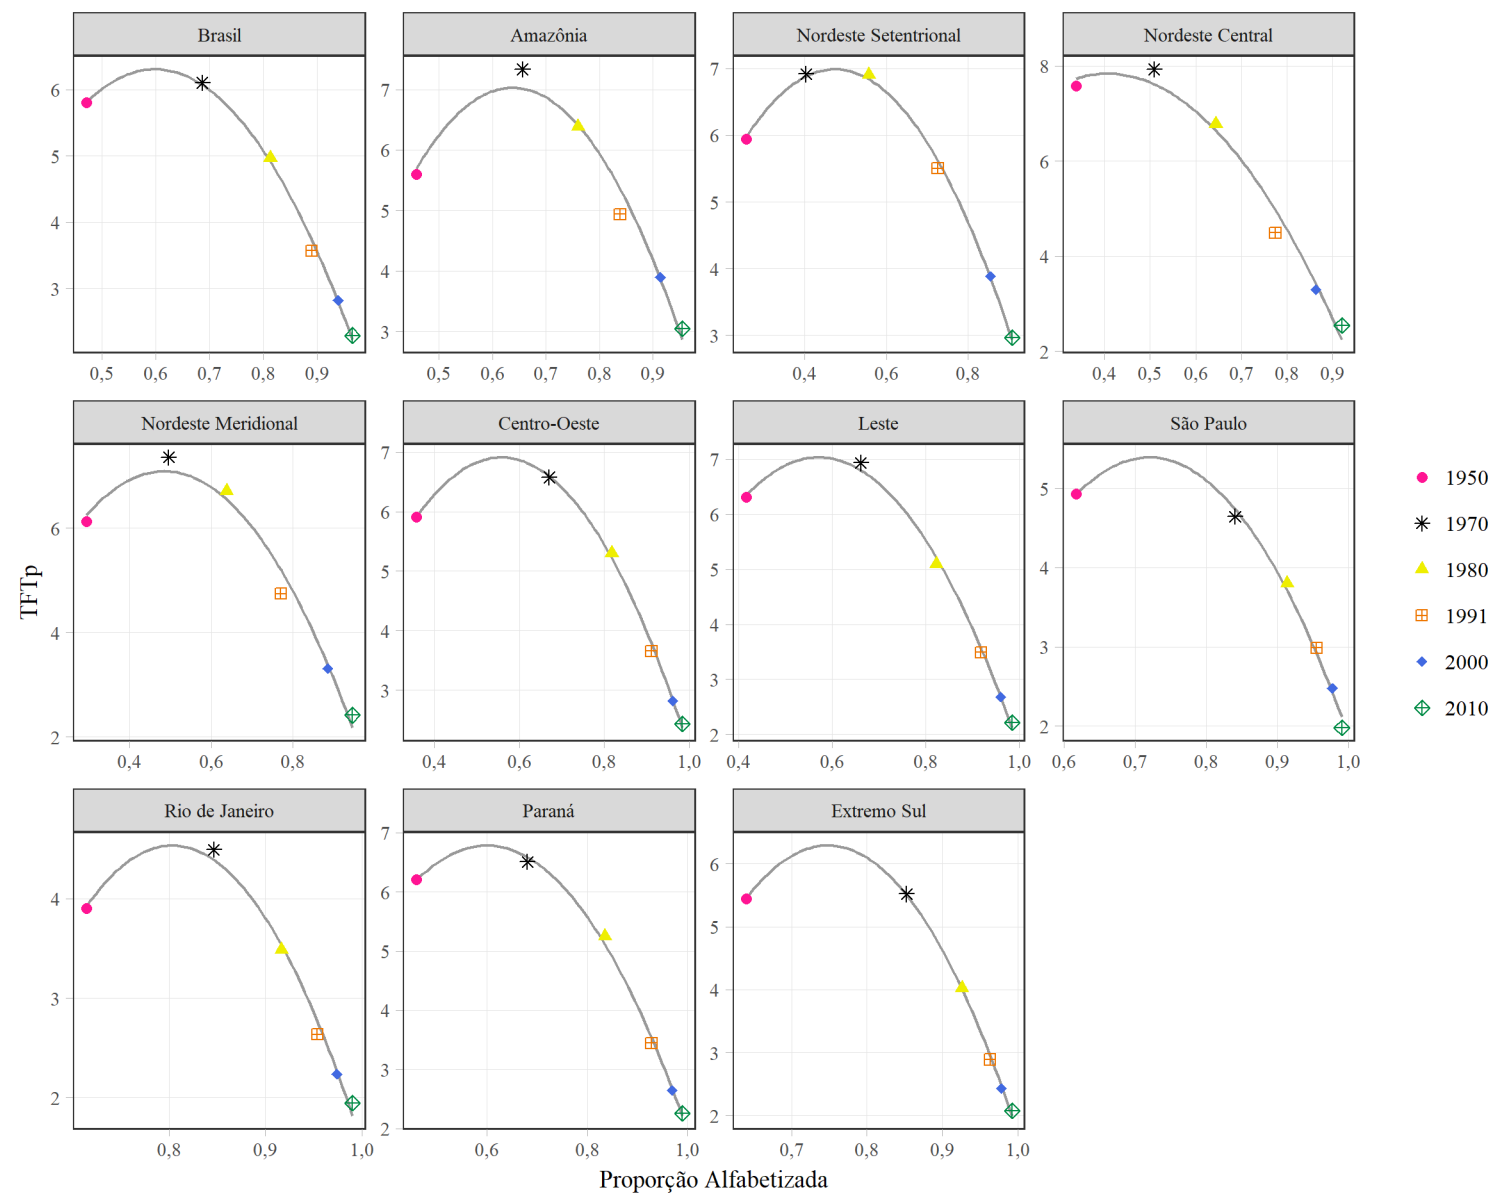 Brasil
Amazônia
Nordeste Setentrional
Nordeste Central
6
5
4
3
0,5 0,6 0,7 0,8 0,9
7
6
5
4
3
0,5 0,6 0,7 0,8 0,9
7
6
5
4
3
0,4 0,6 0,8
8
6
4
2
0,4 0,5 0,6 0,7 0,8 0,9
Nordeste Meridional
Centro-Oeste
Leste
São Paulo
6
4
2
0,4 0,6 0,8
7
6
5
4
3
0,4 0,6 0,8 1,0
7
6
5
4
3
2
0,4 0,6 0,8 1,0
5
4
3
2
0,6 0,7 0,8 0,9 1,0
Rio de Janeiro
Paraná
Extremo Sul
4
3
2
0,8 0,9 1,0
7
6
5
4
3
2
0,6 0,8 1,0
6
5
4
3
2
0,7 0,8 0,9 1,0
TFTp
Proporção Alfabetizada
1950
1970
1980
1991
2000
2010